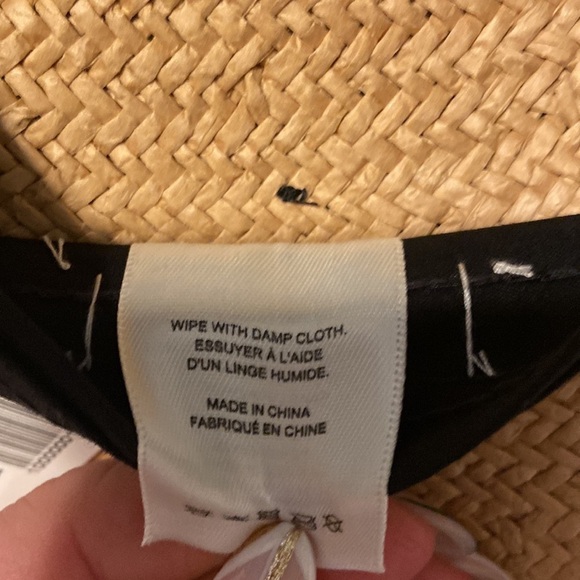 WIPE WITH DAMP CLOTH.
ESSUYER À L'AIDE
D'UN LINGE HUMIDE.
MADE IN CHINA
FABRIQUÉ EN CHINE